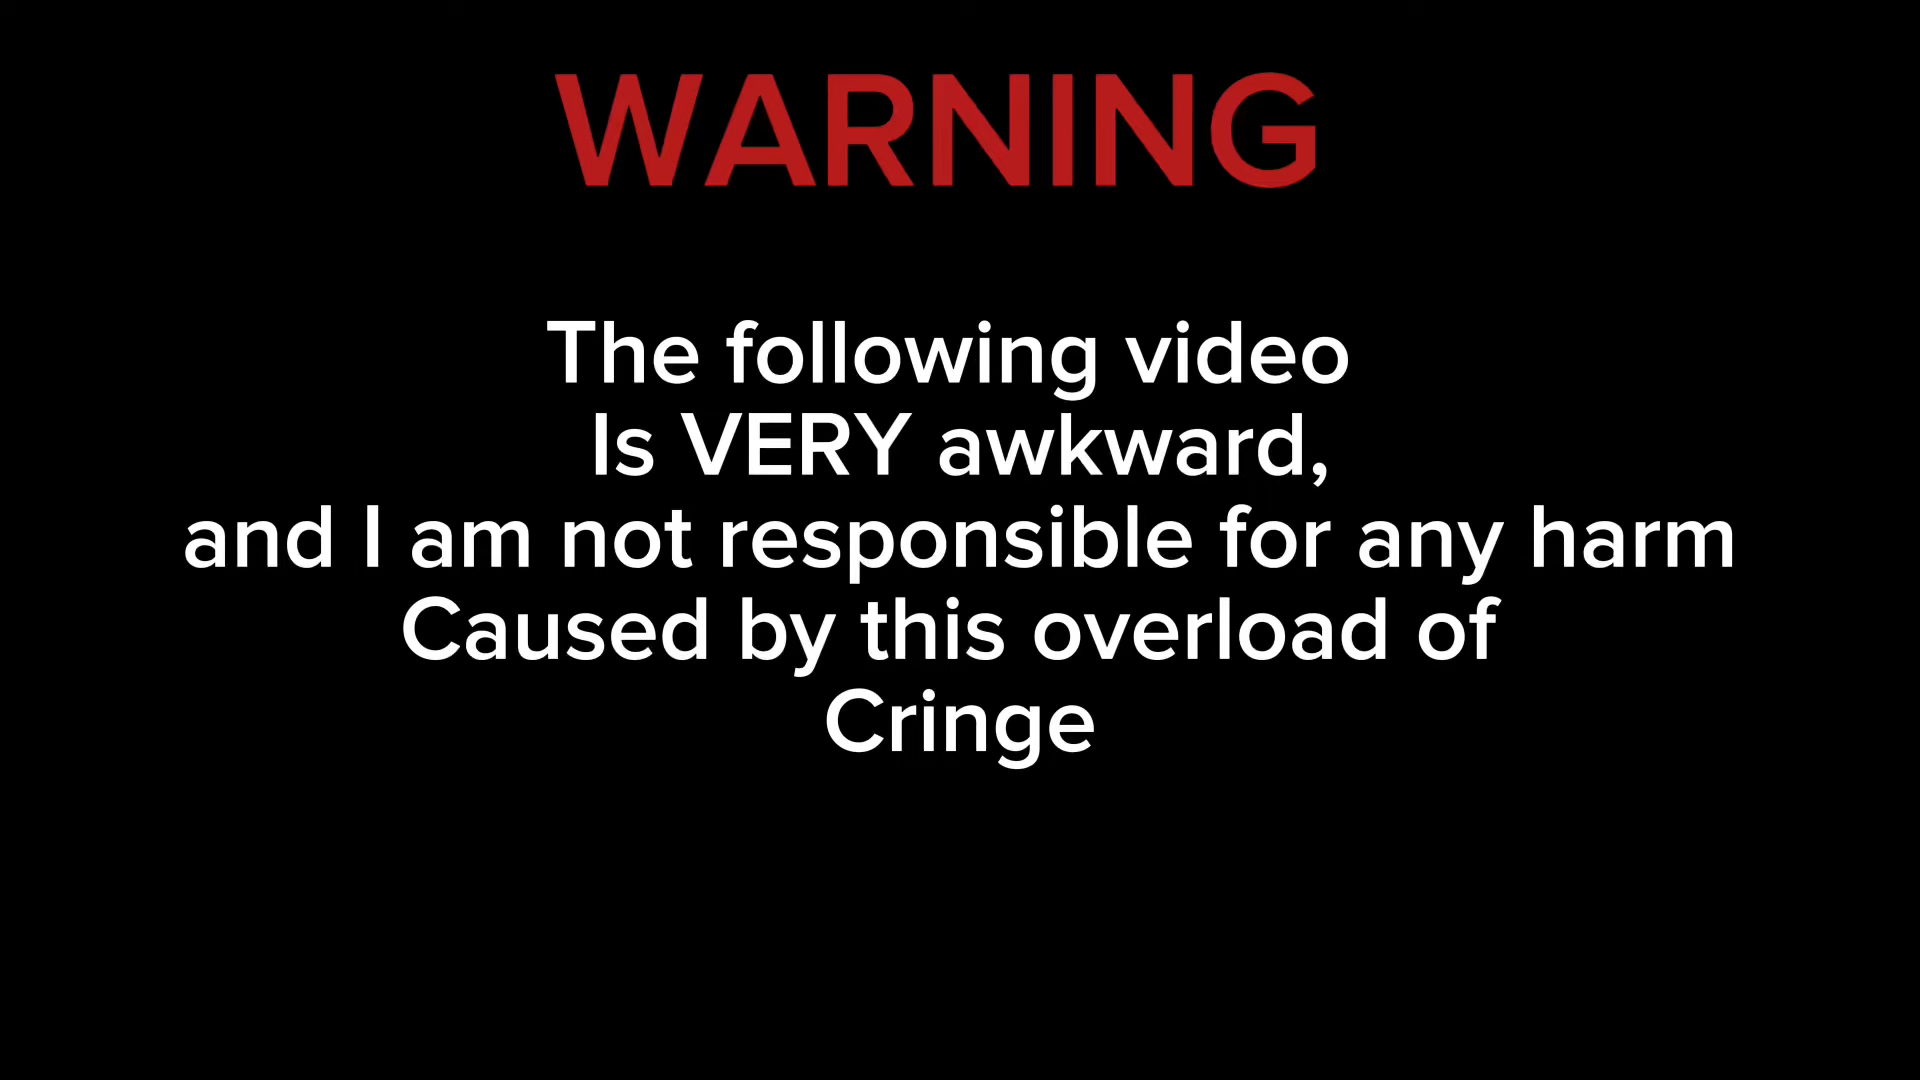 WARNING
The following video
Is VERY awkward,
and I am not responsible for any harm
Caused by this overload of
Cringe